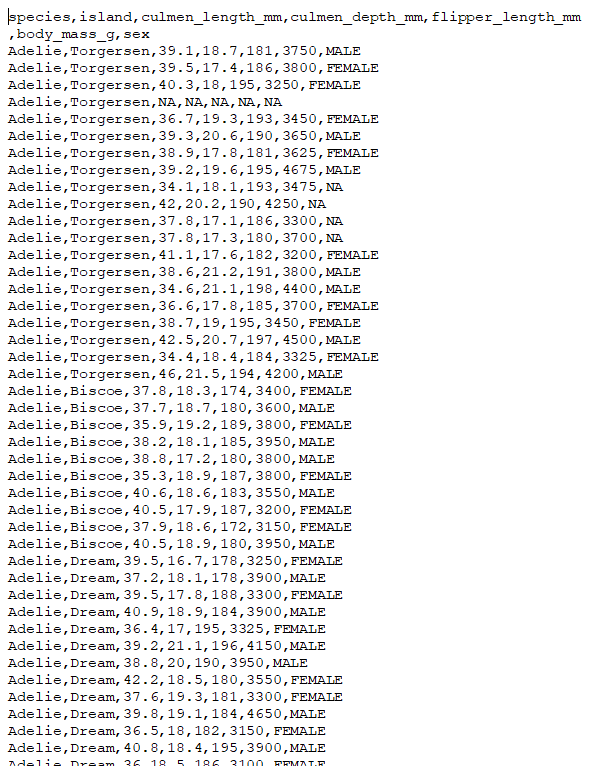 species,island,culmen_length_mm,culmen_depth_mm,flipper_length_mm
,body_mass_g,sex
Adelie,Torgersen,39.1,18.7,181,3750,MALE
Adelie,Torgersen,39.5,17.4,186,3800,FEMALE
Adelie,Torgersen,40.3,18,195,3250,FEMALE
Adelie,Torgersen,NA,NA,NA,NA,NA
Adelie,Torgersen,36.7,19.3,193,3450,FEMALE
Adelie,Torgersen,39.3,20.6,190,3650,MALE
Adelie,Torgersen,38.9,17.8,181,3625,FEMALE
Adelie,Torgersen,39.2,19.6,195,4675,MALE
Adelie,Torgersen,34.1,18.1,193,3475,NA
Adelie,Torgersen,42,20.2,190,4250,NA
Adelie,Torgersen,37.8,17.1,186,3300,NA
Adelie,Torgersen,37.8,17.3,180,3700,NA
Adelie,Torgersen,41.1,17.6,182,3200,FEMALE
Adelie,Torgersen,38.6,21.2,191,3800,MALE
Adelie,Torgersen,34.6,21.1,198,4400,MALE
Adelie,Torgersen,36.6,17.8,185,3700,FEMALE
Adelie,Torgersen,38.7,19,195,3450,FEMALE
Adelie,Torgersen,42.5,20.7,197,4500,MALE
Adelie,Torgersen,34.4,18.4,184,3325,FEMALE
Adelie,Torgersen,46,21.5,194,4200,MALE
Adelie,Biscoe,37.8,18.3,174,3400,FEMALE
Adelie,Biscoe,37.7,18.7,180,3600,MALE
Adelie,Biscoe,35.9,19.2,189,3800,FEMALE
Adelie,Biscoe,38.2,18.1,185,3950,MALE
Adelie,Biscoe,38.8,17.2,180,3800,MALE
Adelie,Biscoe,35.3,18.9,187,3800,FEMALE
Adelie,Biscoe,40.6,18.6,183,3550,MALE
Adelie,Biscoe,40.5,17.9,187,3200,FEMALE
Adelie,Biscoe,37.9,18.6,172,3150,FEMALE
Adelie,Biscoe,40.5,18.9,180,3950,MALE
Adelie,Dream,39.5,16.7,178,3250,FEMALE
Adelie,Dream,37.2,18.1,178,3900,MALE
Adelie,Dream,39.5,17.8,188,3300,FEMALE
Adelie,Dream,40.9,18.9,184,3900,MALE
Adelie,Dream,36.4,17,195,3325,FEMALE
Adelie,Dream,39.2,21.1,196,4150,MALE
Adelie,Dream,38.8,20,190,3950,MALE
Adelie,Dream,42.2,18.5,180,3550,FEMALE
Adelie,Dream,37.6,19.3,181,3300,FEMALE
Adelie,Dream,39.8,19.1,184,4650,MALE
Adelie,Dream,36.5,18,182,3150,FEMALE
Adelie,Dream,40.8,18.4,195,3900,MALE
Adelie,Dream,36,18.5,186,3100,FEMALE